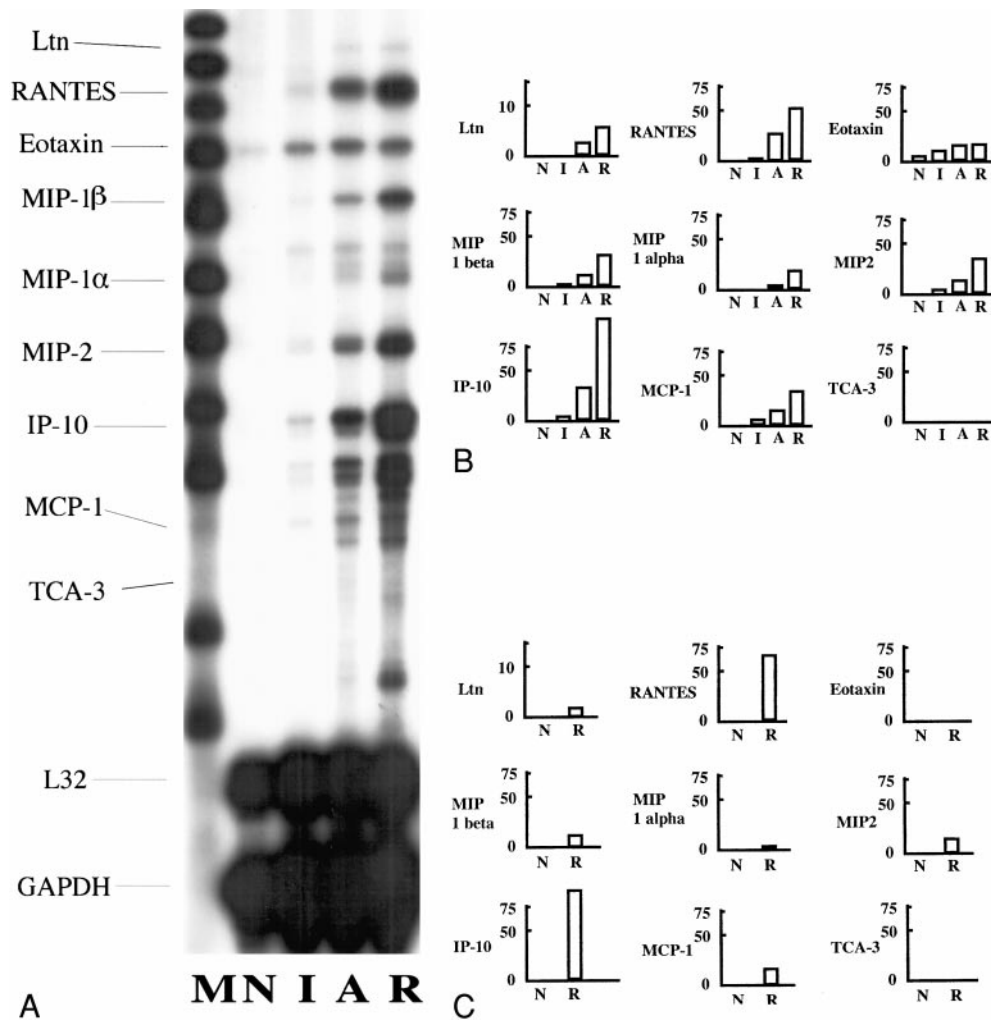 Ltn
RANTES
Eotaxin
MIP-1β
MIP-1α
MIP-2
IP-10
MCP-1
TCA-3
L32
GAPDH
M N I A R
A
Ltn
10
0
N I A R
RANTES
75
50
0
N I A R
Eotaxin
75
50
0
N I A R
MIP
1 beta
75
50
0
N I A R
MIP
1 alpha
75
50
0
N I A R
MIP2
75
50
0
N I A R
IP-10
75
50
0
N I A R
MCP-1
75
50
0
N I A R
TCA-3
75
50
0
N I A R
B
Ltn
10
0
N R
RANTES
75
50
0
N R
Eotaxin
75
50
0
N R
MIP
1 beta
75
50
0
N R
MIP
1 alpha
75
50
0
N R
MIP2
75
50
0
N R
IP-10
75
50
0
N R
MCP-1
75
50
0
N R
TCA-3
75
50
0
N R
C